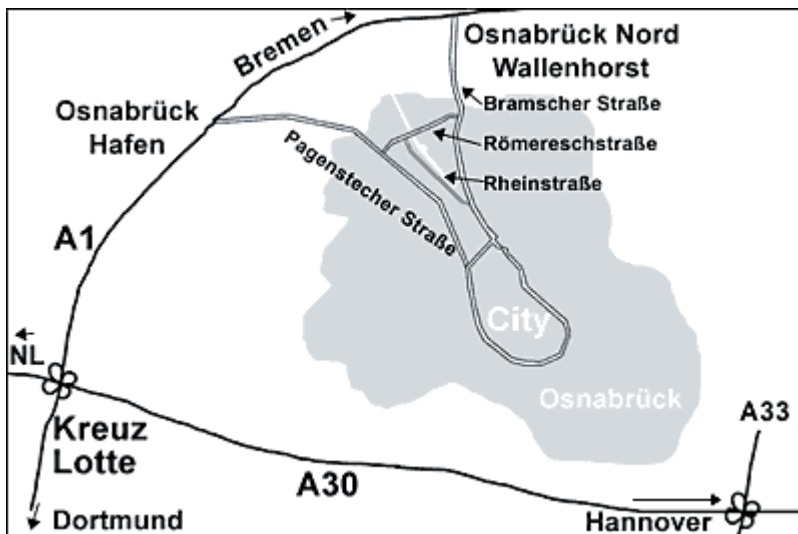 Bremen
Osnabrück Nord
Wallenhorst
Bramscher Straße
Osnabrück
Hafen
Römereschstraße
Rheinstraße
Pagenstecher Straße
A1
City
NL
Osnabrück
A33
Kreuz
Lotte
A30
Dortmund
Hannover